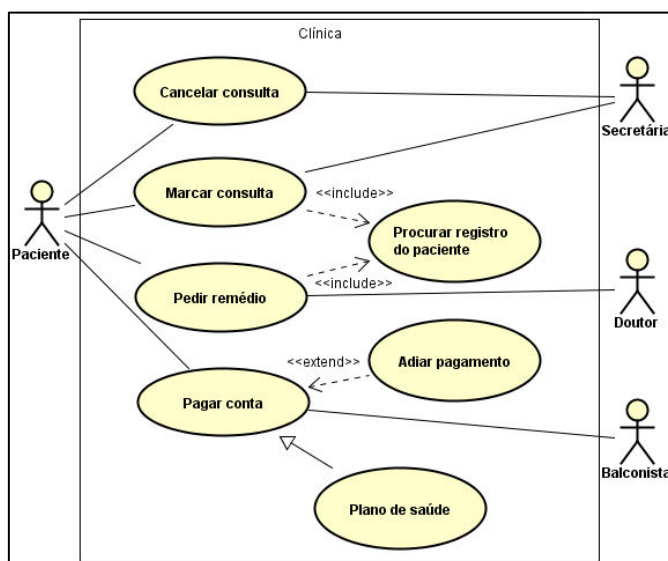 Clínica
Cancelar consulta
Secretária
Marcar consulta
<<include>>
Paciente
Procurar registro
do paciente
Pedir remédio
<<include>>
Doutor
<<extend>>
Adiar pagamento
Pagar conta
Balconista
Plano de saúde